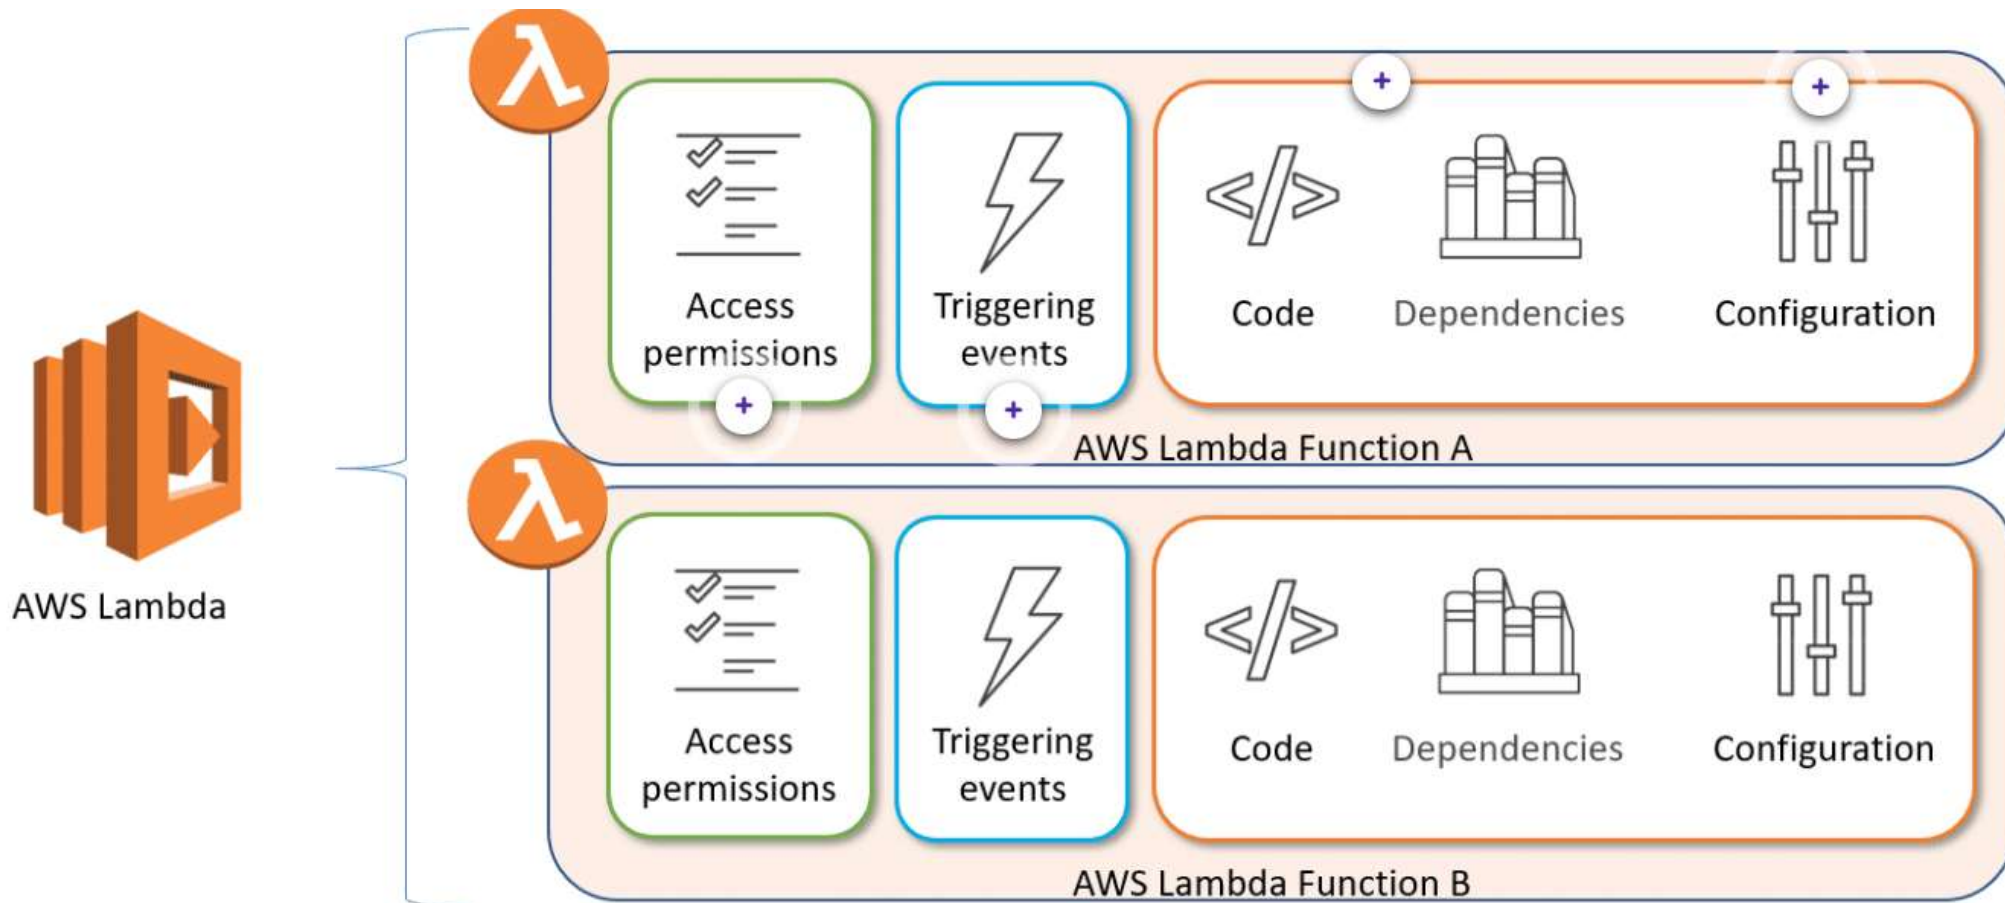 Access
permissions
Triggering
events
Code
Dependencies
Configuration
AWS Lambda Function A
AWS Lambda
Access
permissions
Triggering
events
Code
Dependencies
Configuration
AWS Lambda Function B